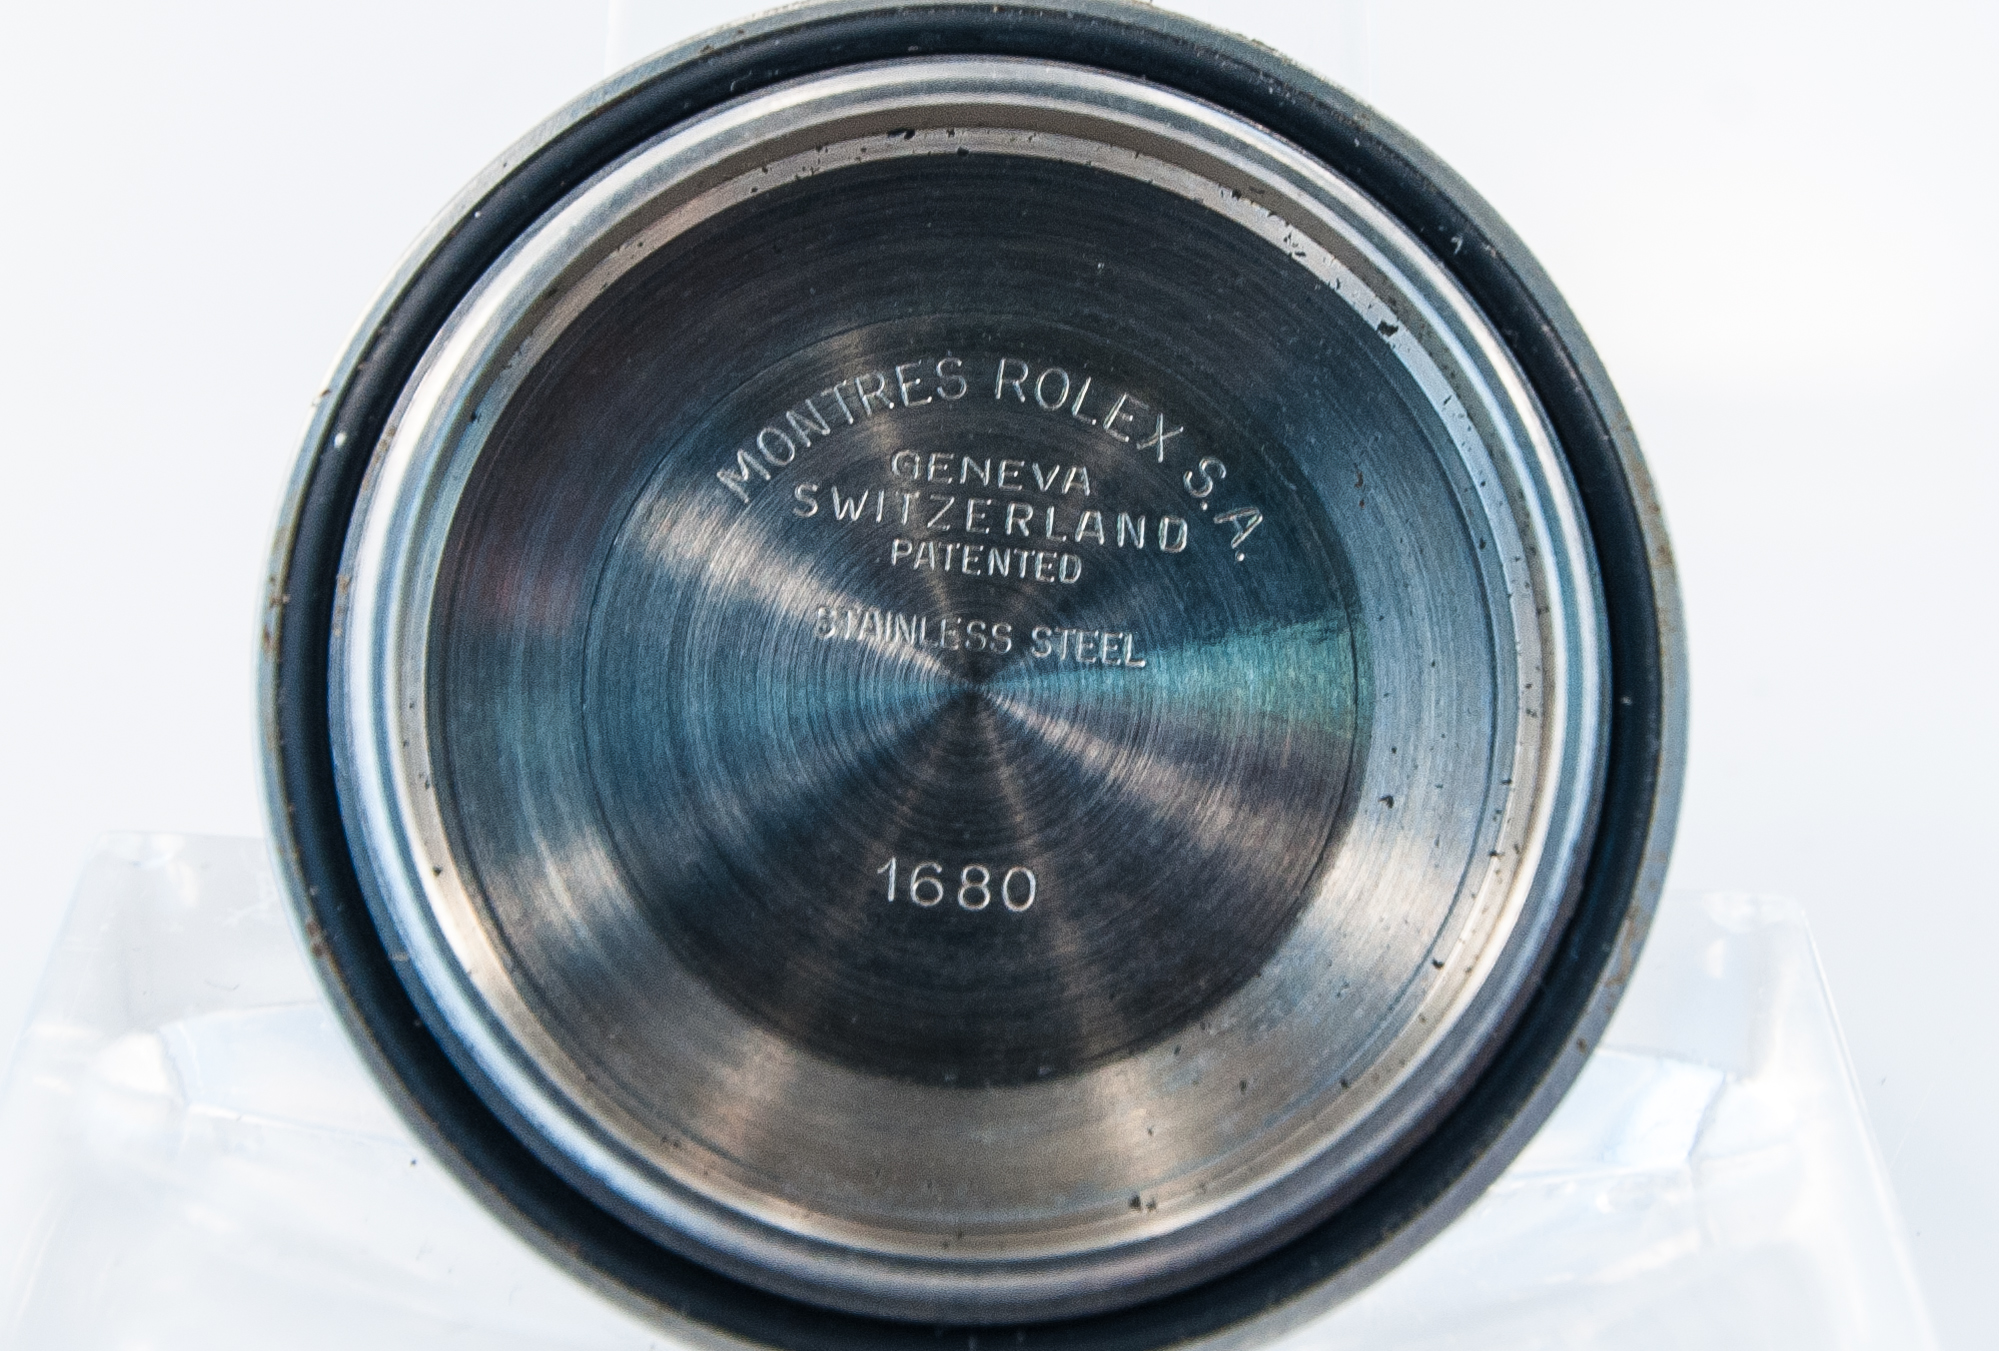 MONTRES ROLEX S.A.
GENEVA
SWITZERLAND
PATENTED
STAINLESS STEEL
1680